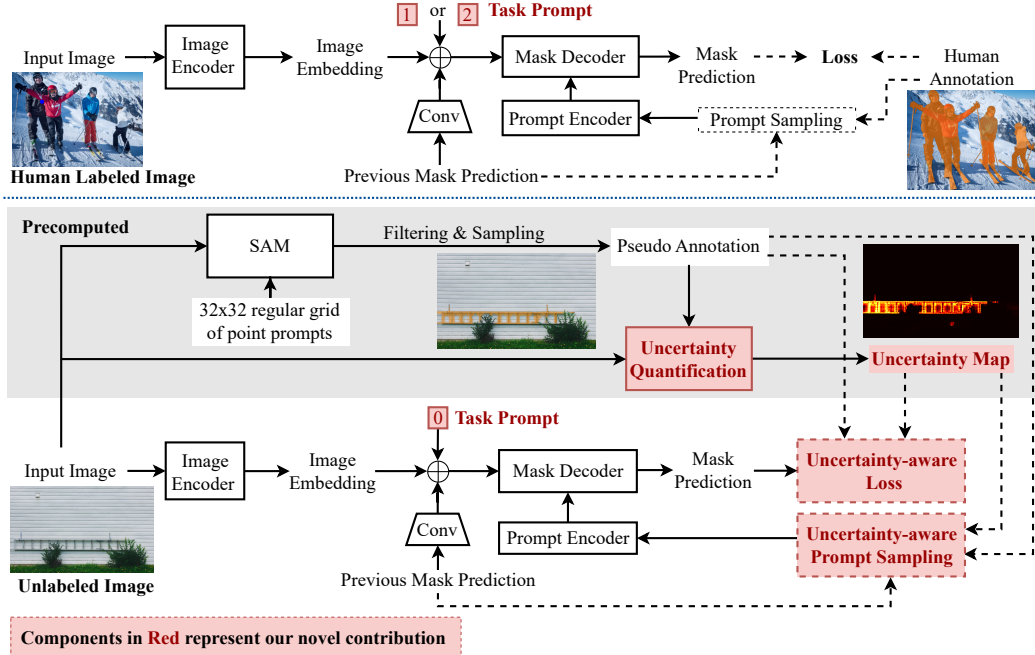 1 or 2 Task Prompt
Input Image
Image
Encoder
Image
Embedding
Mask Decoder
Mask
Prediction
Loss
Human
Annotation
Conv
Prompt Encoder
Prompt Sampling
Human Labeled Image
Previous Mask Prediction
Precomputed
SAM
Filtering & Sampling
Pseudo Annotation
32x32 regular grid
of point prompts
Uncertainty
Quantification
Uncertainty Map
0 Task Prompt
Input Image
Image
Encoder
Image
Embedding
Mask Decoder
Mask
Prediction
Uncertainty-aware
Loss
Conv
Prompt Encoder
Uncertainty-aware
Prompt Sampling
Unlabeled Image
Previous Mask Prediction
Components in Red represent our novel contribution